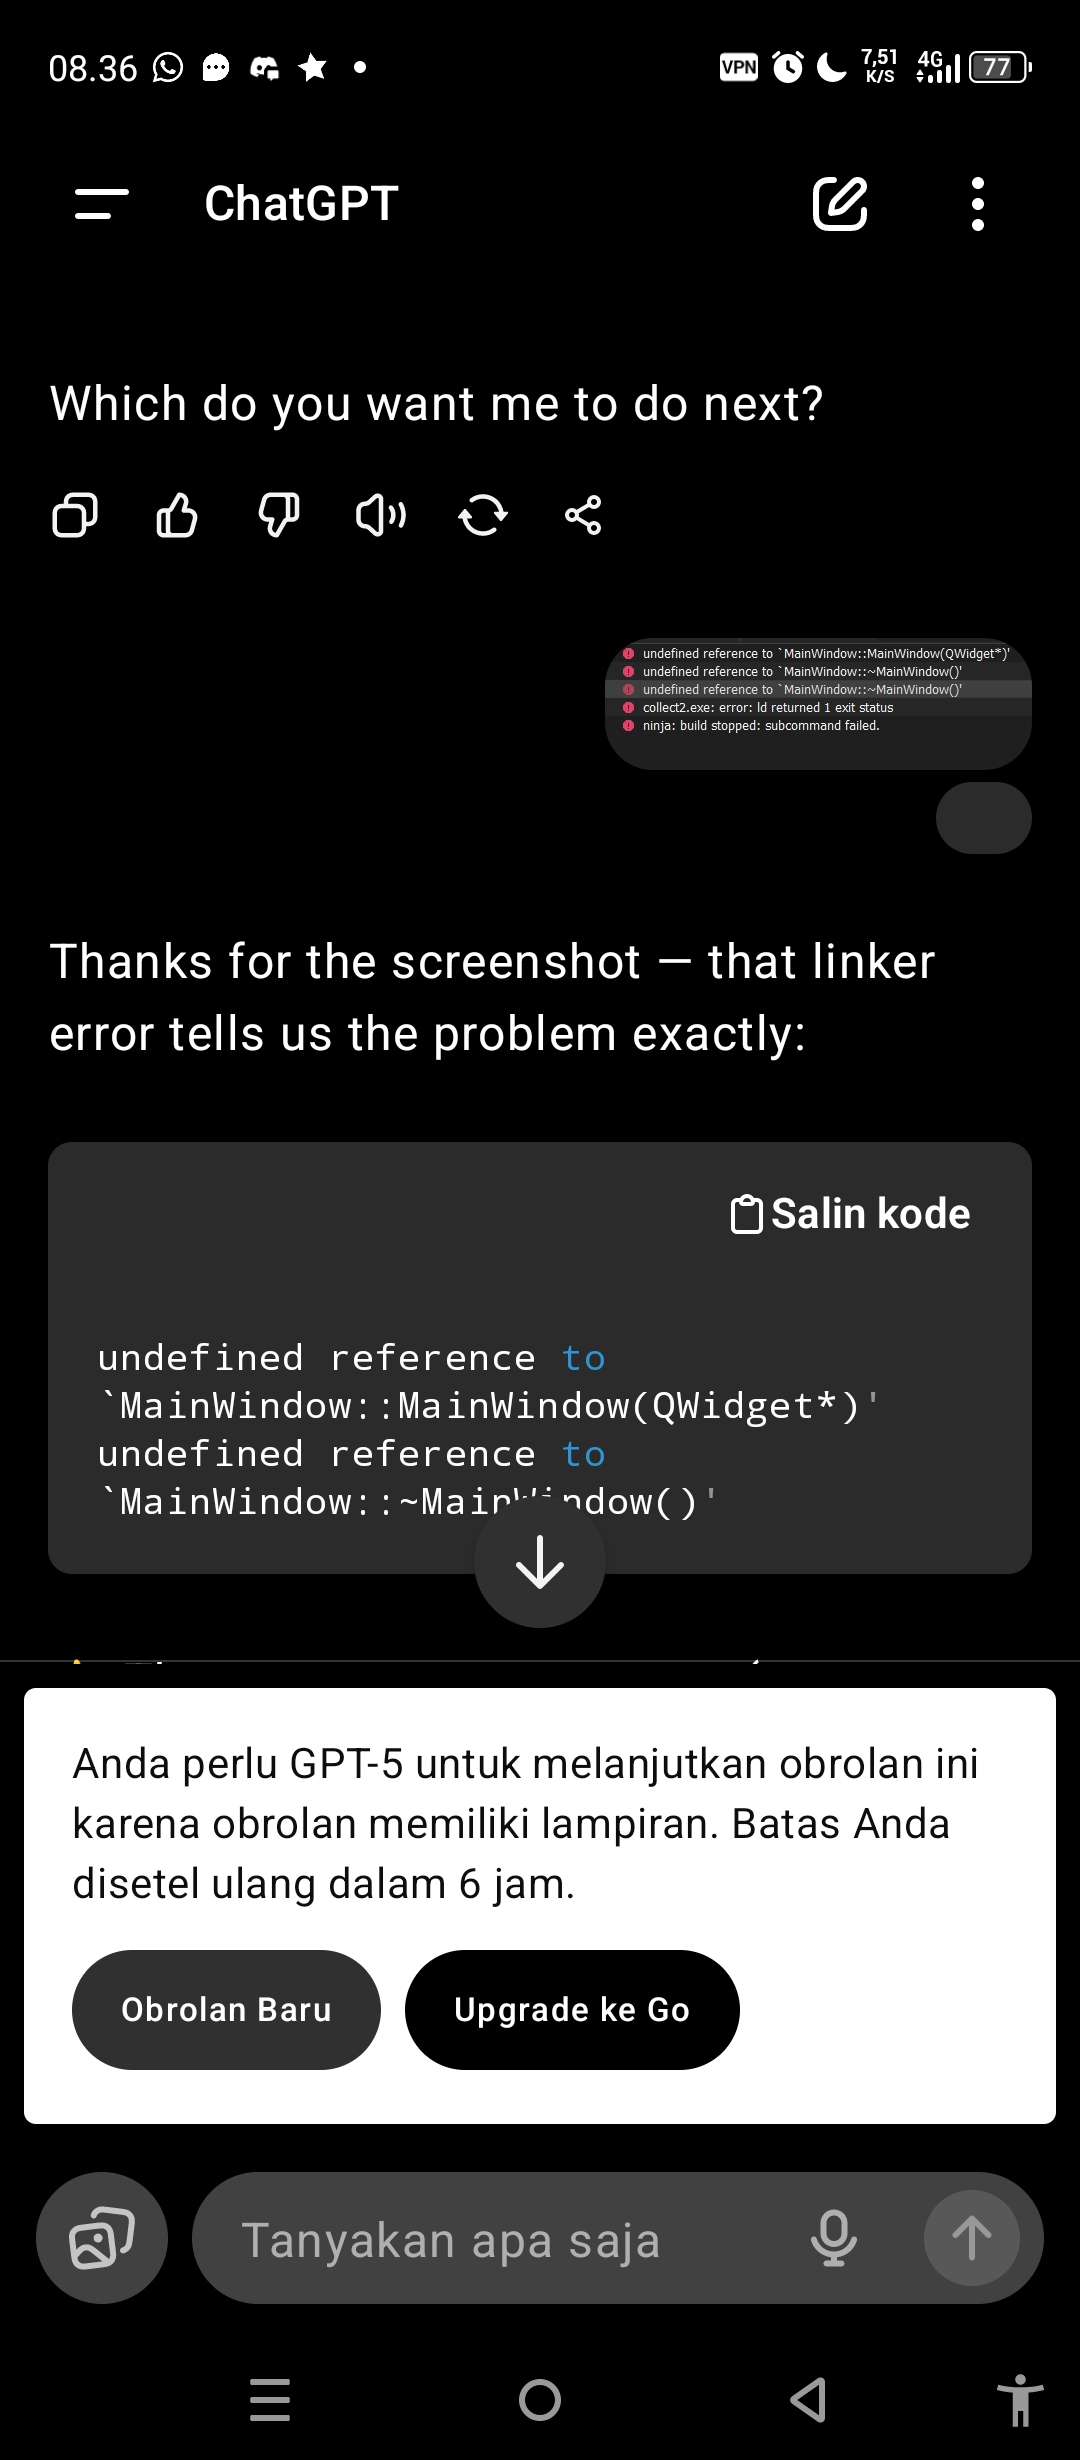 08.36
VPN
7,51
K/S
4G
77
ChatGPT
Which do you want me to do next?
undefined reference to `MainWindow::MainWindow(QWidget*)'
undefined reference to `MainWindow::~MainWindow()'
undefined reference to `MainWindow::~MainWindow()'
collect2.exe: error: ld returned 1 exit status
ninja: build stopped: subcommand failed.
Thanks for the screenshot — that linker
error tells us the problem exactly:
Salin kode
undefined reference to
`MainWindow::MainWindow(QWidget*)'
undefined reference to
`MainWindow::~MainWindow()'
Anda perlu GPT-5 untuk melanjutkan obrolan ini
karena obrolan memiliki lampiran. Batas Anda
disetel ulang dalam 6 jam.
Obrolan Baru
Upgrade ke Go
Tanyakan apa saja